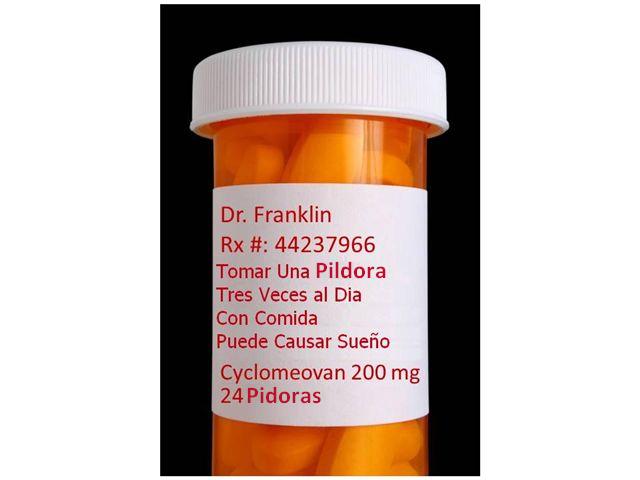 Dr. Franklin
Rx #: 44237966
Tomar Una Pildora
Tres Veces al Dia
Con Comida
Puede Causar Sueño
Cyclomeovan 200 mg
24 Pidoras